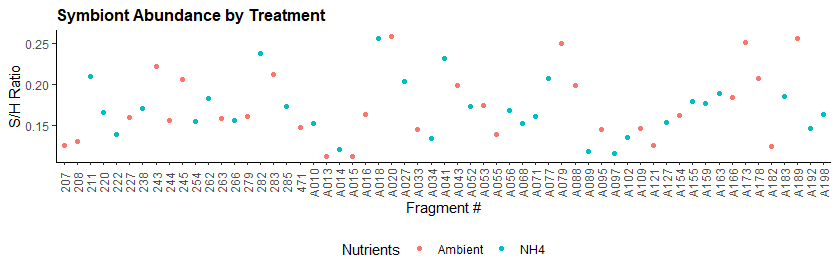 Symbiont Abundance by Treatment
S/H Ratio
0.25
0.20
0.15
207 208 211 220 222 227 238 243 244 245 254 262 263 266 279 282 283 285 471 A010 A013 A014 A015 A016 A018 A020 A027 A033 A034 A041 A043 A052 A053 A055 A056 A068 A071 A077 A079 A088 A089 A095 A097 A102 A109 A121 A127 A154 A155 A159 A163 A166 A173 A178 A182 A183 A189 A192 A198
Fragment #
Nutrients Ambient NH4